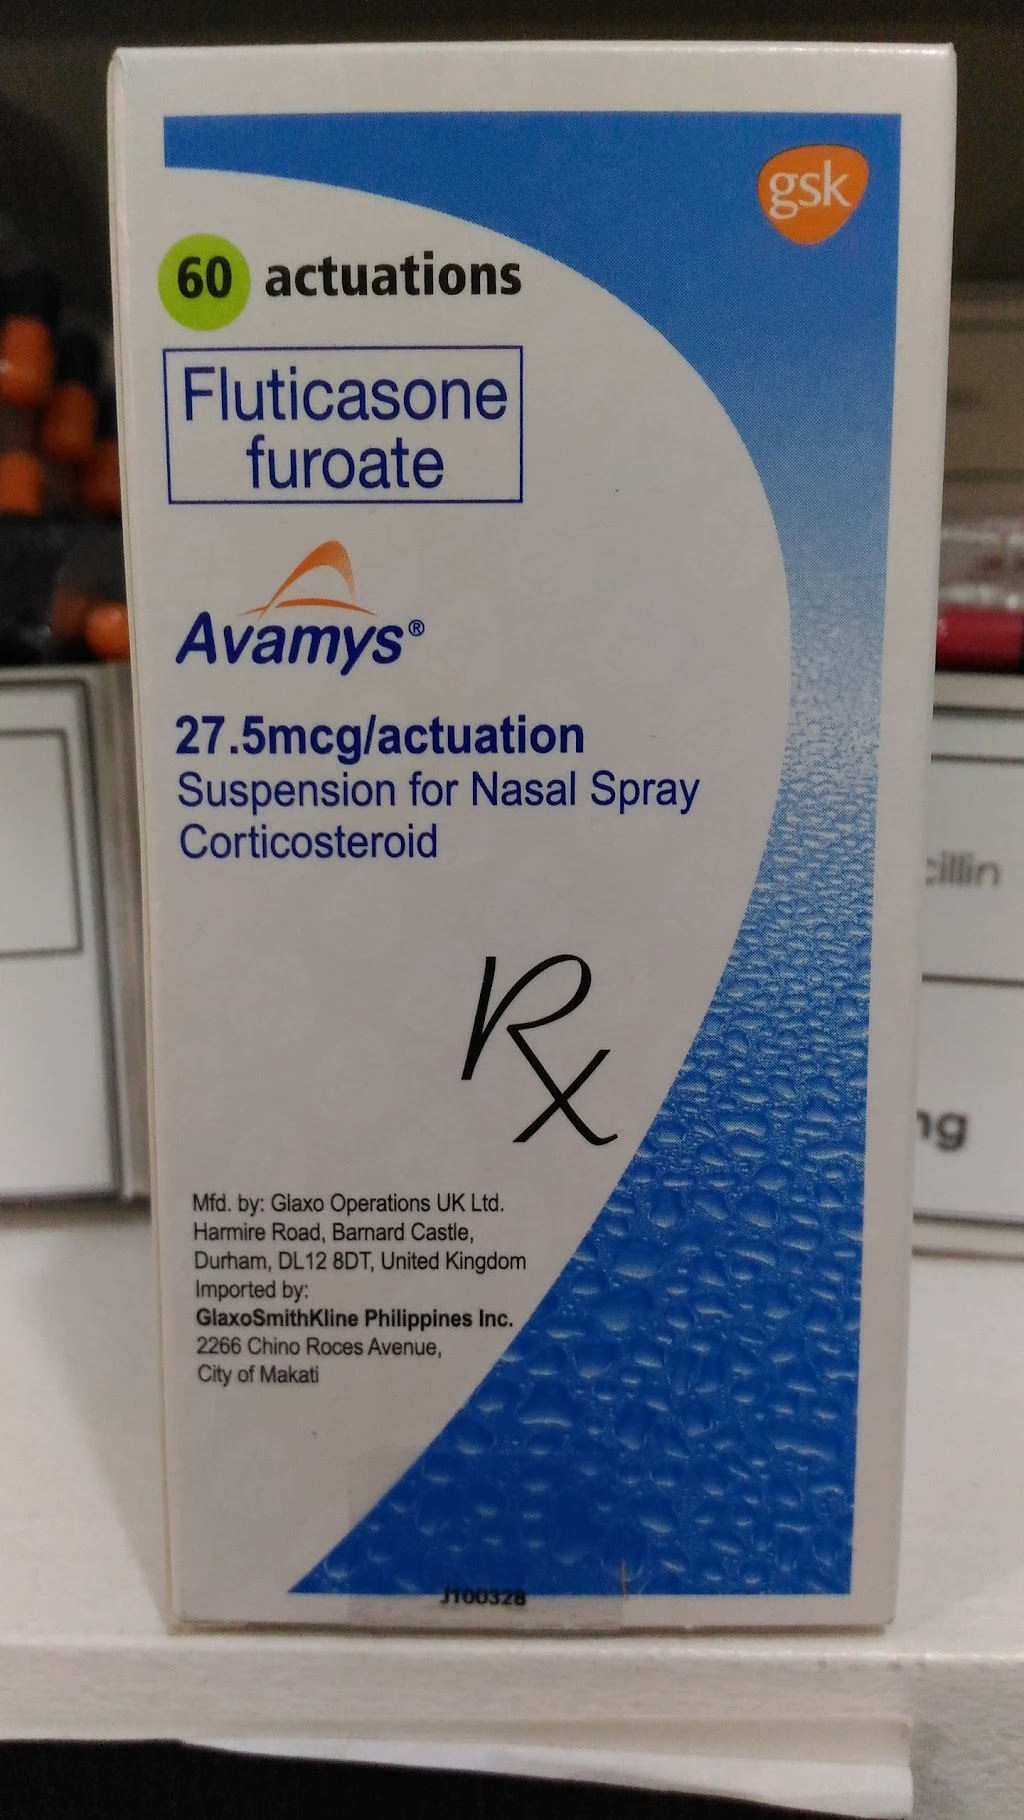 gsk
60 actuations
Fluticasone
furoate
Avamys®
27.5mcg/actuation
Suspension for Nasal Spray
Corticosteroid
Rx
Mfd. by: Glaxo Operations UK Ltd.
Harmire Road, Barnard Castle,
Durham, DL12 8DT, United Kingdom
Imported by:
GlaxoSmithKline Philippines Inc.
2266 Chino Roces Avenue,
City of Makati
J100328
cillin